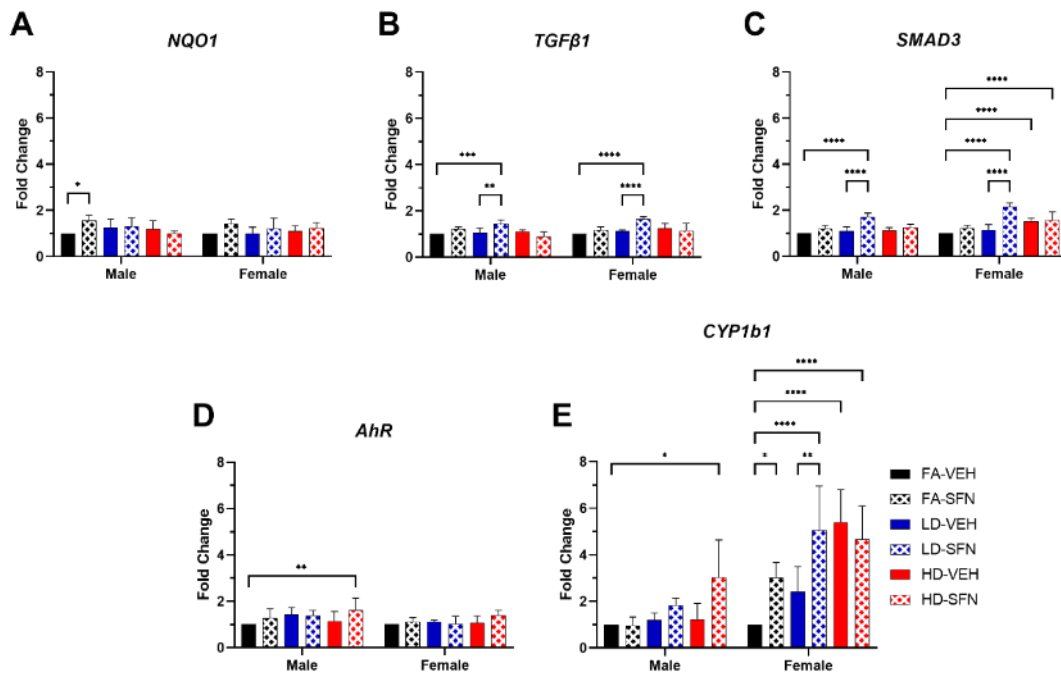 A
NQO1
Fold Change
8
6
4
2
0
*
Male
Female
B
TGFβ1
Fold Change
8
6
4
2
0
***
**
****
****
Male
Female
C
SMAD3
Fold Change
8
6
4
2
0
****
****
****
****
****
****
Male
Female
D
AhR
Fold Change
8
6
4
2
0
**
Male
Female
E
CYP1b1
Fold Change
8
6
4
2
0
*
****
****
****
*
**
Male
Female
FA-VEH
FA-SFN
LD-VEH
LD-SFN
HD-VEH
HD-SFN